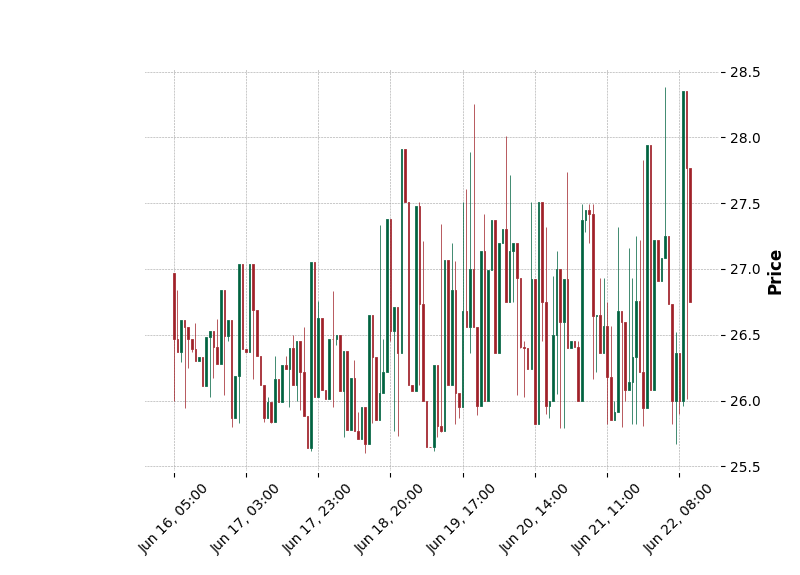 28.5
28.0
27.5
27.0
26.5
26.0
25.5
Price
Jun 16, 05:00
Jun 17, 03:00
Jun 17, 23:00
Jun 18, 20:00
Jun 19, 17:00
Jun 20, 14:00
Jun 21, 11:00
Jun 22, 08:00